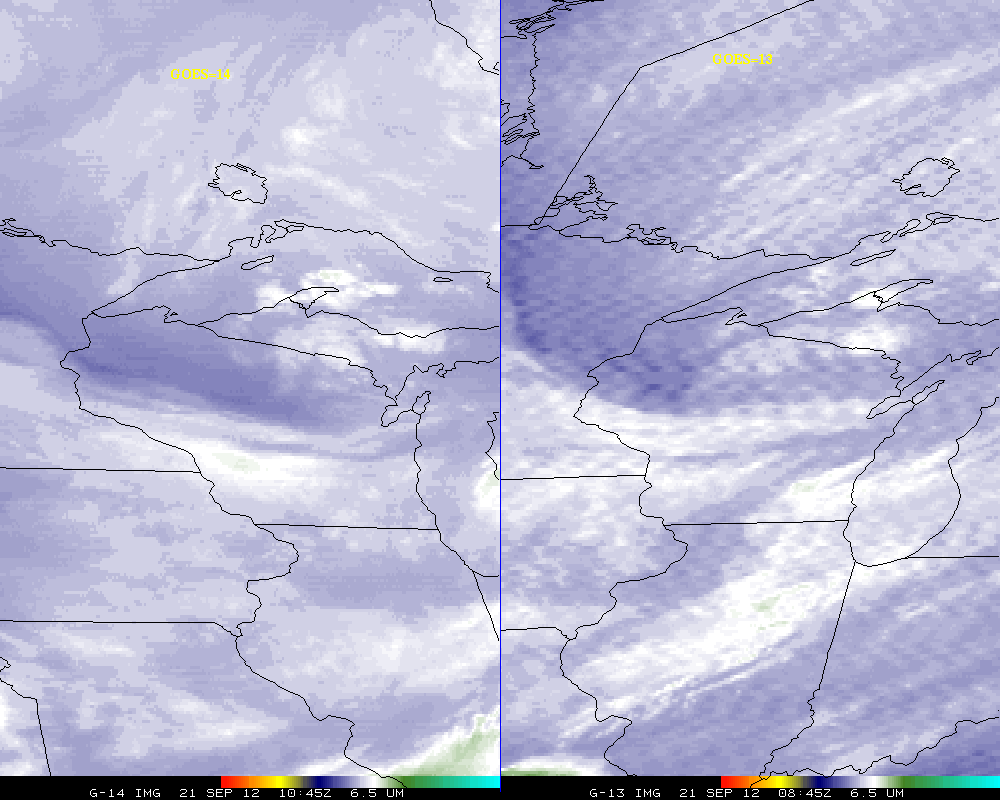 GOES-14
GOES-13
G-14 IMG 21 SEP 12 10:45Z 6.5 UM
G-13 IMG 21 SEP 12 08:45Z 6.5 UM